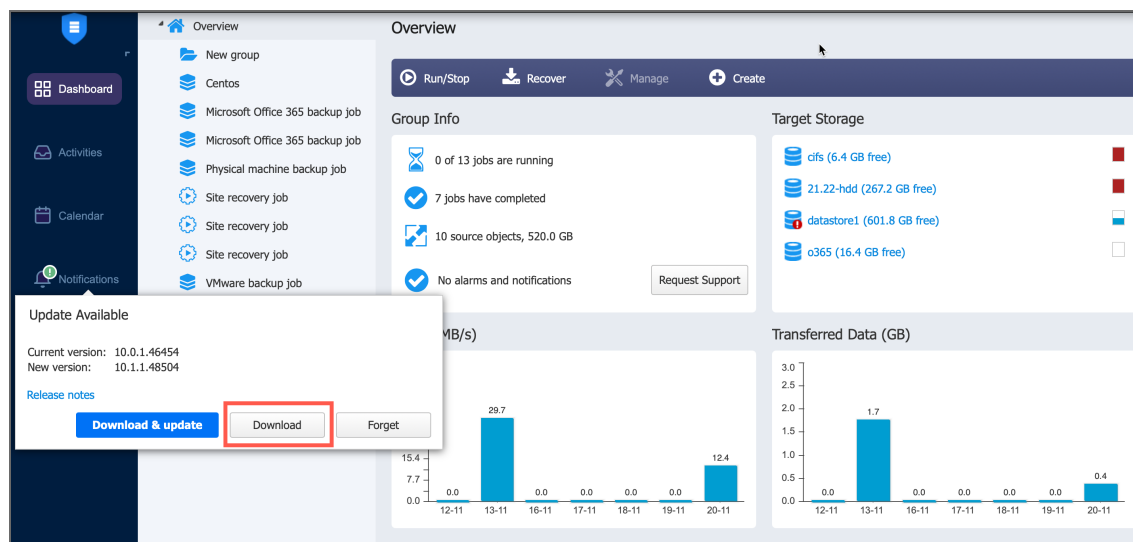 Dashboard
Activities
Calendar
Notifications
Overview
New group
Centos
Microsoft Office 365 backup job
Microsoft Office 365 backup job
Physical machine backup job
Site recovery job
Site recovery job
Site recovery job
VMware backup job
Overview
Run/Stop Recover Manage Create
Group Info
0 of 13 jobs are running
7 jobs have completed
10 source objects, 520.0 GB
No alarms and notifications
Request Support
Target Storage
cifs (6.4 GB free)
21.22-hdd (267.2 GB free)
datastore1 (601.8 GB free)
o365 (16.4 GB free)
Update Available
Current version: 10.0.1.46454
New version: 10.1.1.48504
Release notes
Download & update Download Forget
MB/s)
29.7
15.4
12.4
7.7
0.0
0.0 0.0 0.0 0.0 0.0
12-11 13-11 16-11 17-11 18-11 19-11 20-11
Transferred Data (GB)
3.0
2.5
2.0
1.7
1.5
1.0
0.5
0.4
0.0
0.0 0.0 0.0 0.0 0.0
12-11 13-11 16-11 17-11 18-11 19-11 20-11